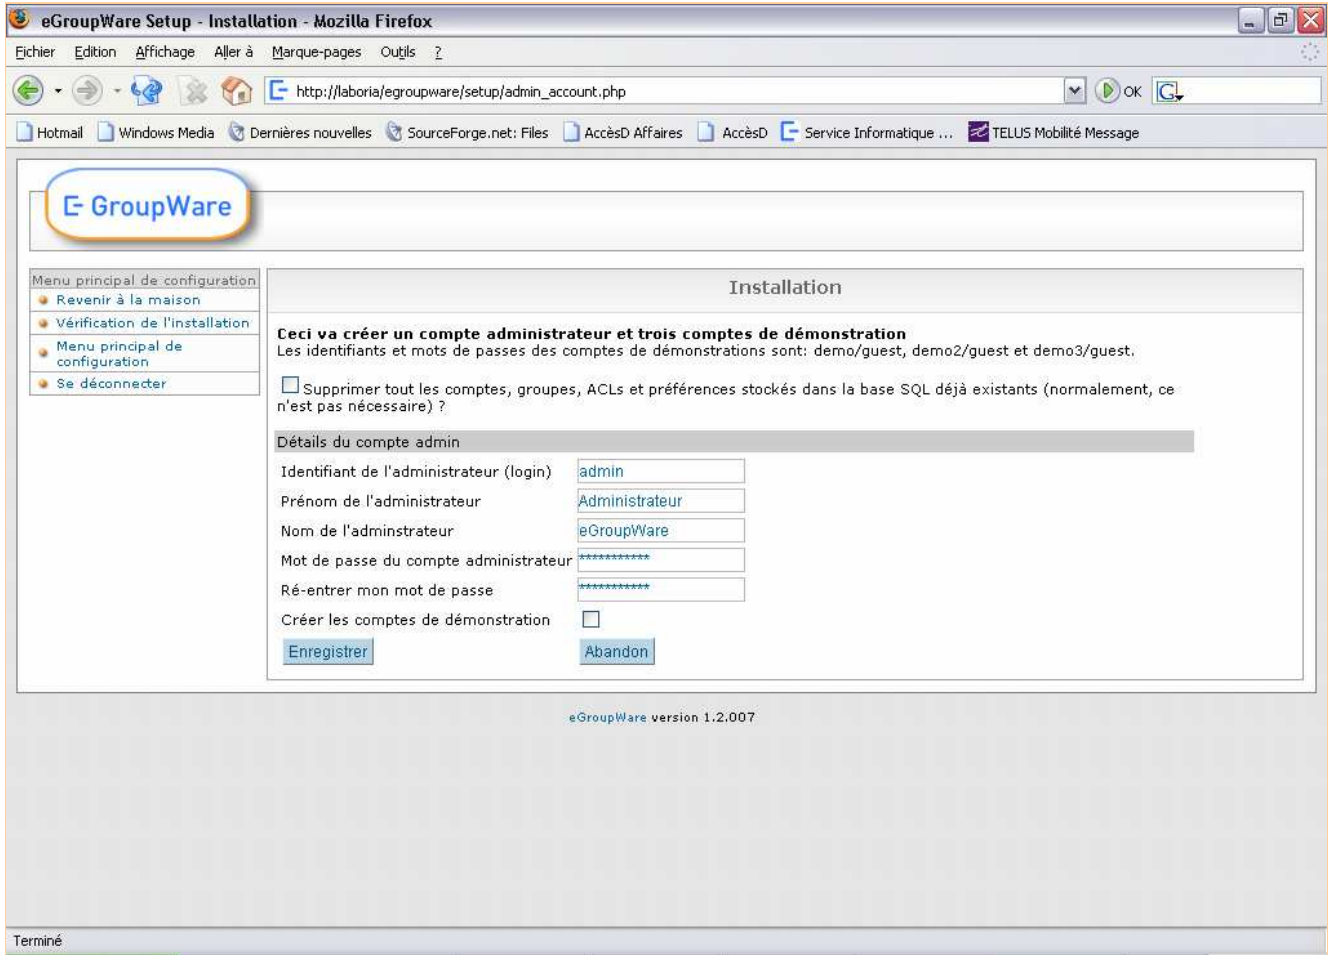 eGroupWare Setup - Installation - Mozilla Firefox
Fichier Edition Affichage Aller à Marque-pages Outils ?
http://laboria/egroupware/setup/admin_account.php OK
Hotmail Windows Media Dernières nouvelles SourceForge.net: Files AccèsD Affaires AccèsD Service Informatique ... TELUS Mobilité Message
E- GroupWare
Menu principal de configuration
Revenir à la maison
Vérification de l'installation
Menu principal de
configuration
Se déconnecter
Installation
Ceci va créer un compte administrateur et trois comptes de démonstration
Les identifiants et mots de passes des comptes de démonstrations sont: demo/guest, demo2/guest et demo3/guest.
Supprimer tout les comptes, groupes, ACLs et préférences stockés dans la base SQL déjà existants (normalement, ce
n'est pas nécessaire) ?
Détails du compte admin
Identifiant de l'administrateur (login) admin
Prénom de l'administrateur Administrateur
Nom de l'adminstrateur eGroupWare
Mot de passe du compte administrateur ***********
Ré-entrer mon mot de passe ***********
Créer les comptes de démonstration
Enregistrer Abandon
eGroupWare version 1.2.007
Terminé